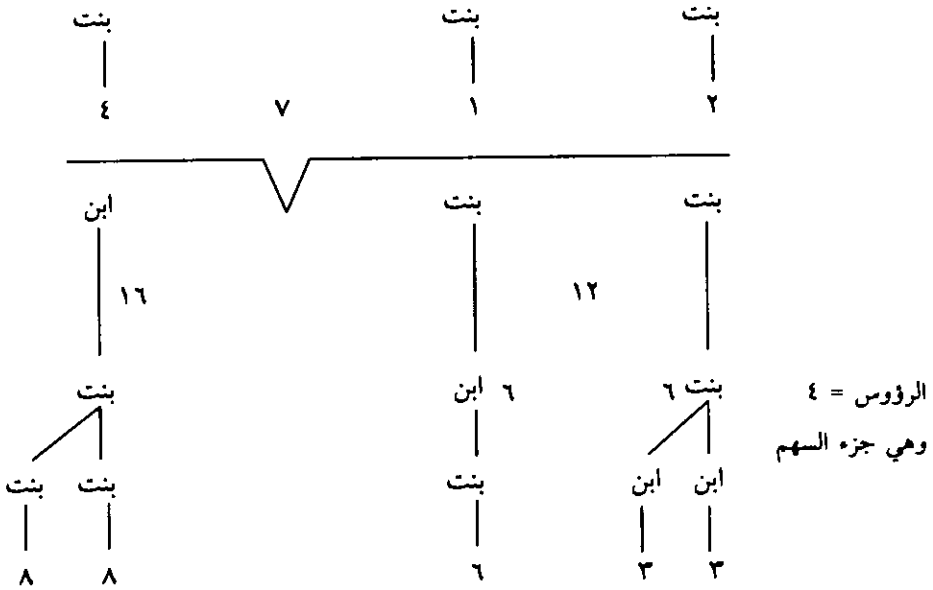 بنت بنت بنت
٢ ١ ٧ ٤
بنت بنت ابن
١٢ ١٦
الرؤوس = ٤ بنت ٦ ٦ ابن بنت
وهي جزء السهم
ابن ابن بنت بنت بنت
٣ ٣ ٦ ٨ ٨